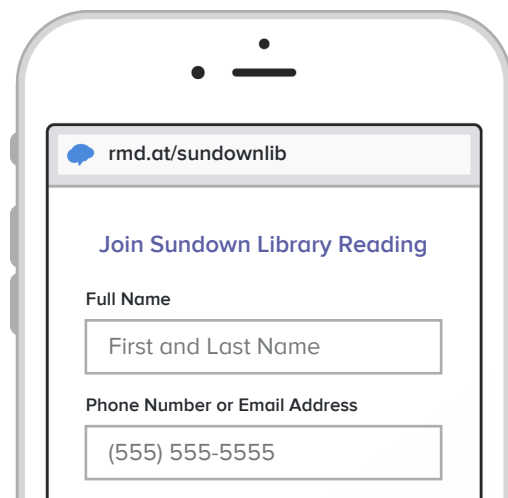 rmd.at/sundownlib
Join Sundown Library Reading
Full Name
First and Last Name
Phone Number or Email Address
(555) 555-5555